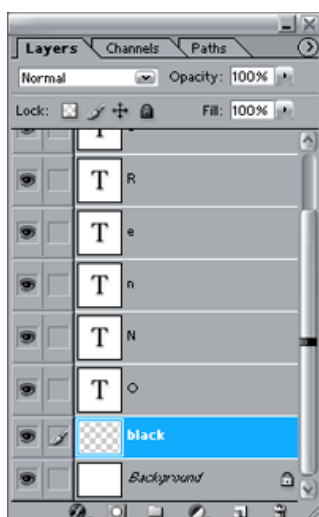 Layers Channels Paths
Normal Opacity: 100%
Lock: Fill: 100%
T R
T e
T n
T N
T O
black
Background